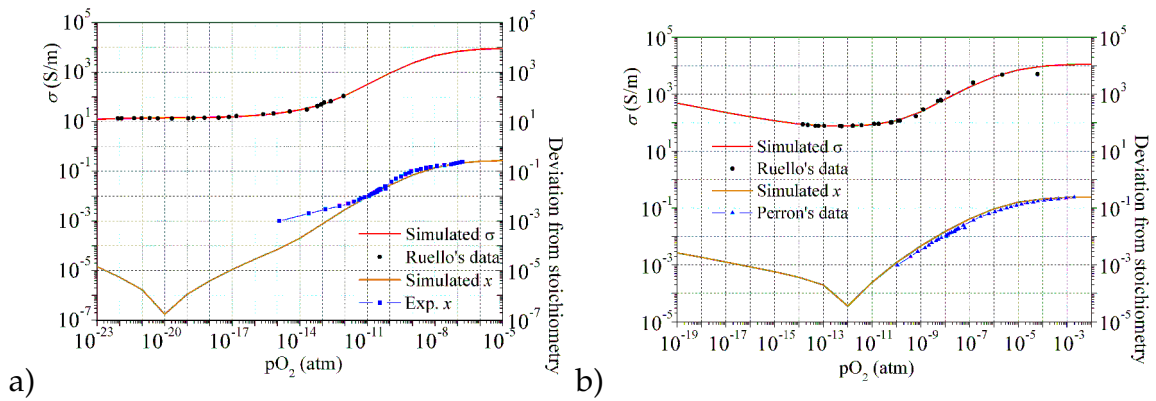 a)
σ (S/m)
10^5
10^3
10^1
10^-1
10^-3
10^-5
10^-7
10^5
10^3
10^1
10^-1
10^-3
10^-5
10^-7
Deviation from stoichiometry
Simulated σ
Ruello's data
Simulated x
Exp. x
10^-23 10^-20 10^-17 10^-14 10^-11 10^-8 10^-5
pO2 (atm)
b)
σ (S/m)
10^5
10^3
10^1
10^-1
10^-3
10^-5
10^5
10^3
10^1
10^-1
10^-3
10^-5
Deviation from stoichiometry
Simulated σ
Ruello's data
Simulated x
Perron's data
10^-19 10^-17 10^-15 10^-13 10^-11 10^-9 10^-7 10^-5 10^-3
pO2 (atm)